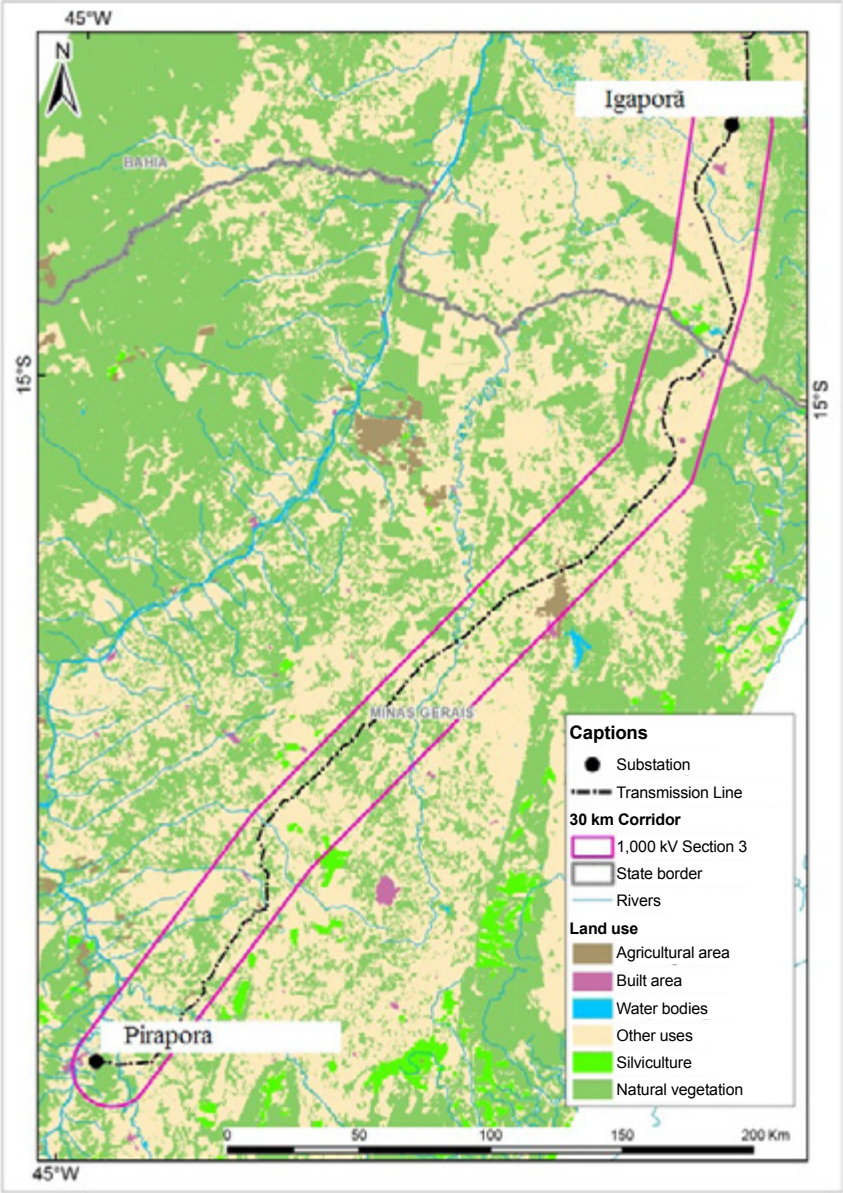 45°W
N
Igaporã
BAHIA
15°S
15°S
MINAS GERAIS
Captions
Substation
Transmission Line
30 km Corridor
1,000 kV Section 3
State border
Rivers
Land use
Agricultural area
Built area
Water bodies
Other uses
Silviculture
Natural vegetation
Pirapora
0 50 100 150 200 Km
45°W